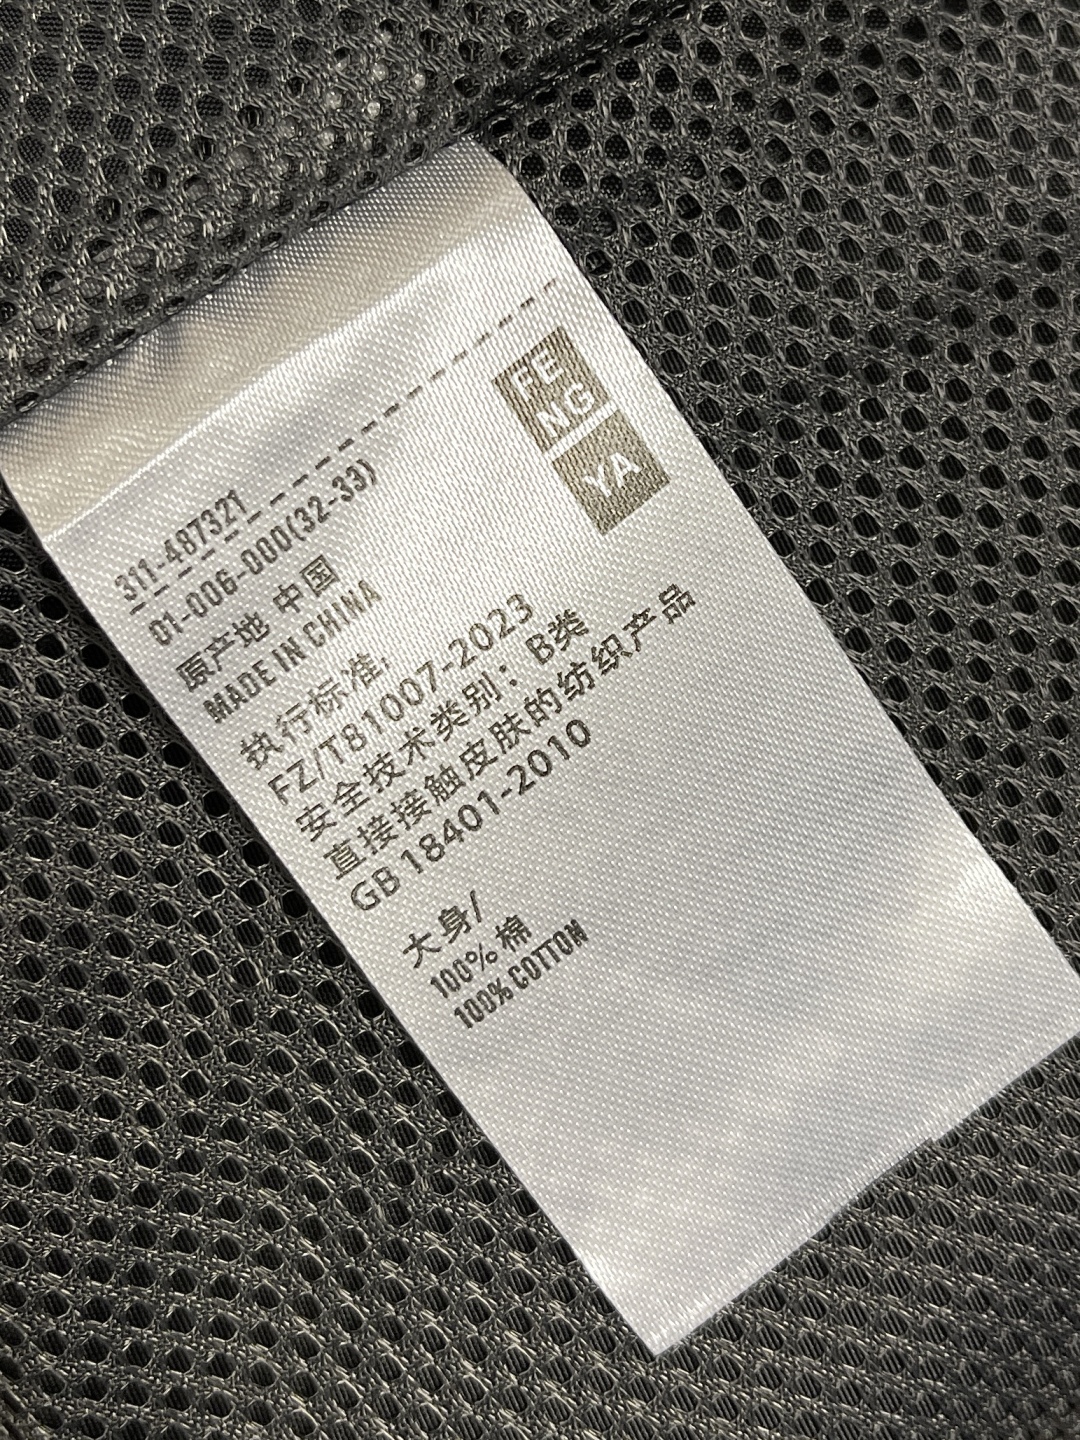 FE
NG
YA
311-487321
01-006-000(32-33)
原产地 中国
MADE IN CHINA
执行标准,
FZ/T81007-2023
安全技术类别：B类
直接接触皮肤的纺织产品
GB 18401-2010
大身/
100% 棉
100% COTTON